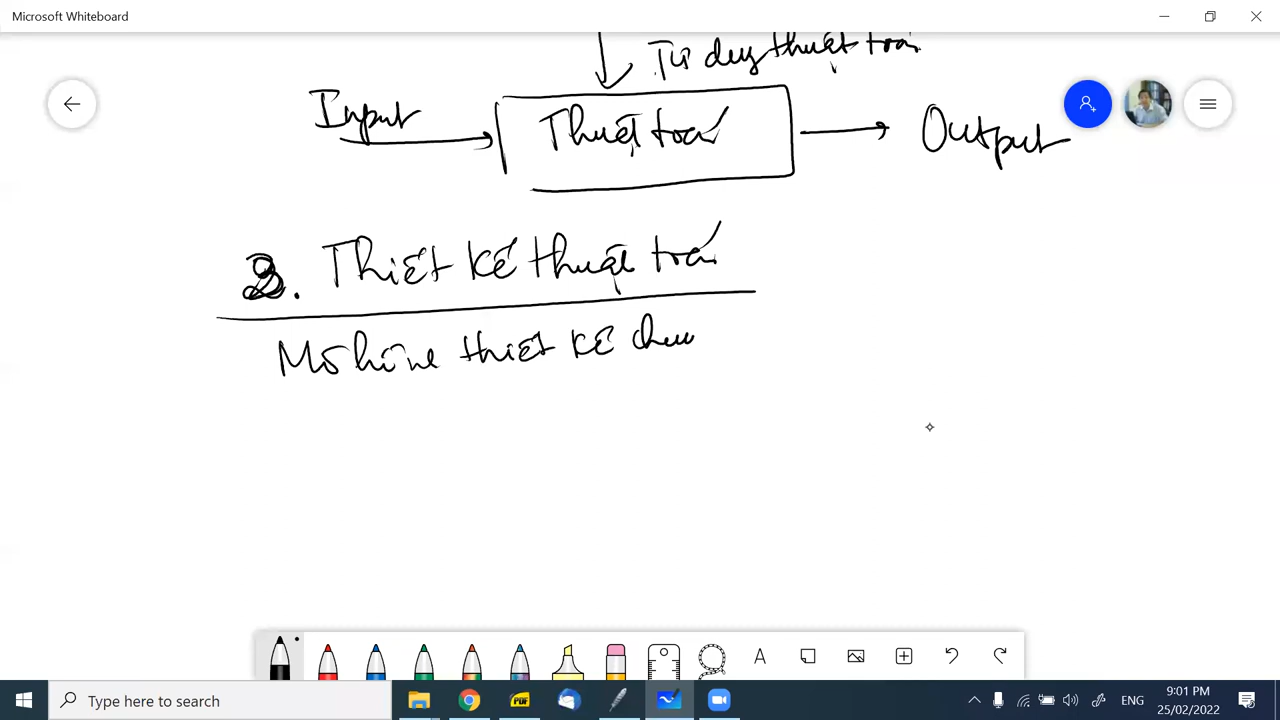 Microsoft Whiteboard
Tư duy thuật toán
Input
Thuật toán
Output
3. Thiết kế thuật toán
Mô hình thiết kế
A
Type here to search
PDF
ENG
9:01 PM
25/02/2022